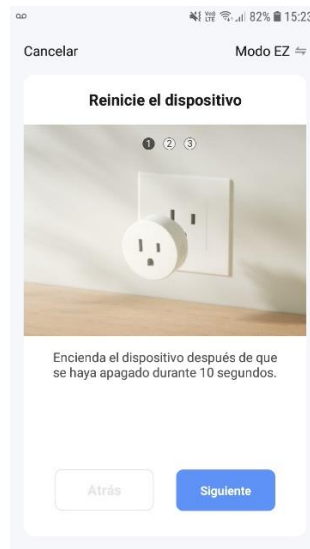 82% 15:23
Cancelar Modo EZ
Reinicie el dispositivo
1 2 3
Encienda el dispositivo después de que
se haya apagado durante 10 segundos.
Atrás Siguiente